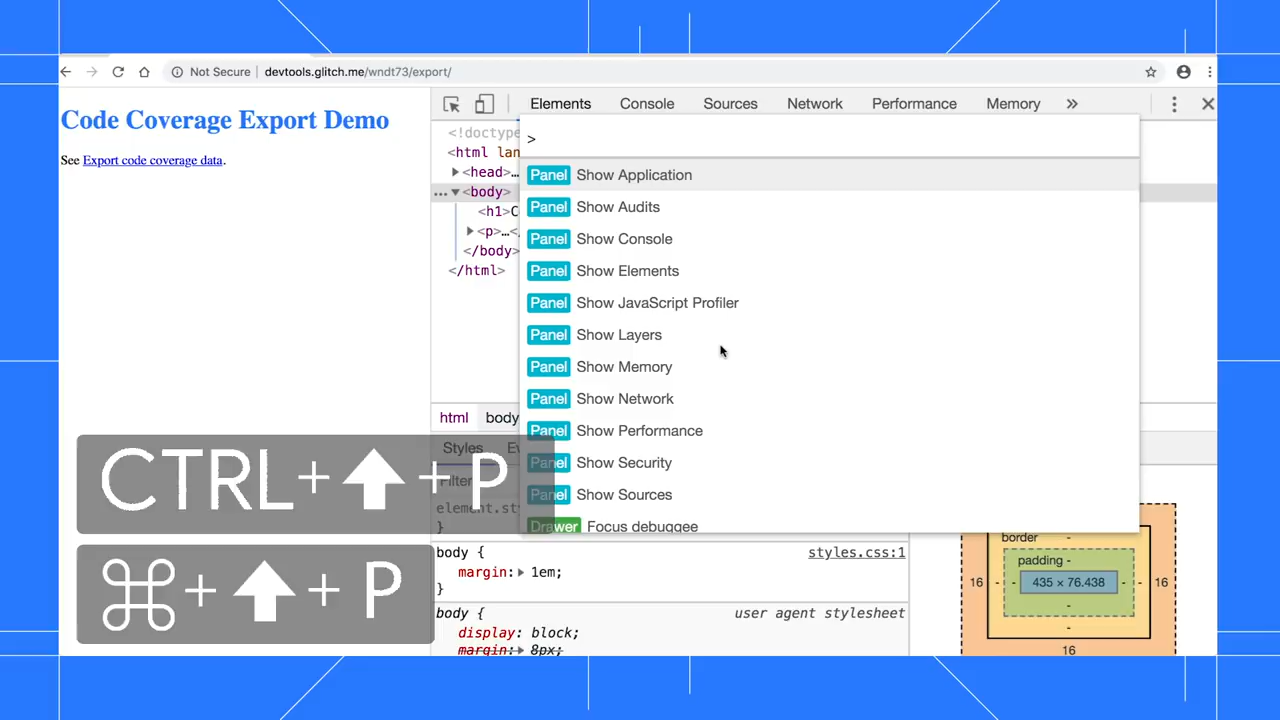 Not Secure | devtools.glitch.me/wndt73/export/
Code Coverage Export Demo
See Export code coverage data.
Elements Console Sources Network Performance Memory »
<!doctype
<html lan
<head>…
… <body>
<h1>C
<p>…<
</body>
</html>
>
Panel Show Application
Panel Show Audits
Panel Show Console
Panel Show Elements
Panel Show JavaScript Profiler
Panel Show Layers
Panel Show Memory
Panel Show Network
Panel Show Performance
Panel Show Security
Panel Show Sources
Drawer Focus debuggee
html body
Styles Ev
Filter
element.st
}
body { styles.css:1
margin: 1em;
}
body { user agent stylesheet
display: block;
margin: 8px;
CTRL+⬆+P
⌘+⬆+P
border -
padding -
16 - - 435 × 76.438 - - 16
-
-
16